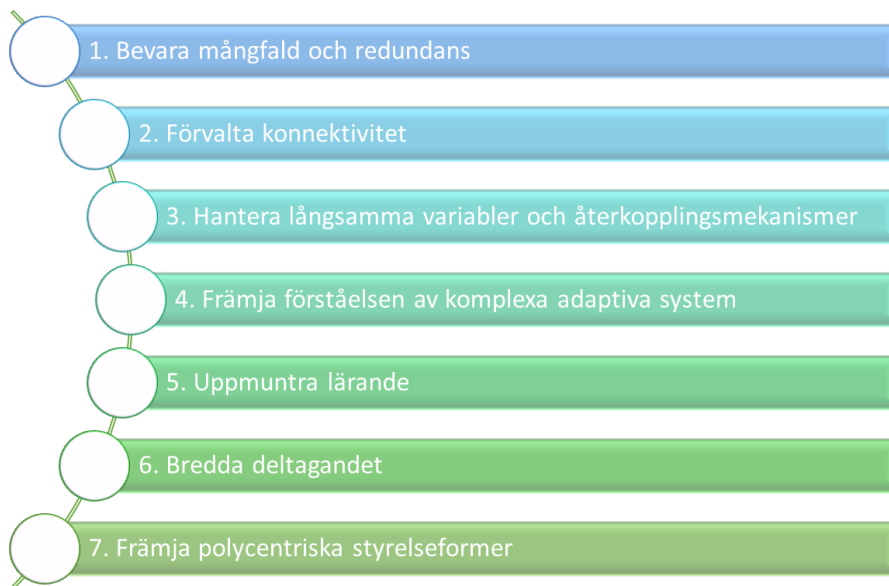 1. Bevara mångfald och redundans
2. Förvalta konnektivitet
3. Hantera långsamma variabler och återkopplingsmekanismer
4. Främja förståelsen av komplexa adaptiva system
5. Uppmuntra lärande
6. Bredda deltagandet
7. Främja polycentriska styrelseformer